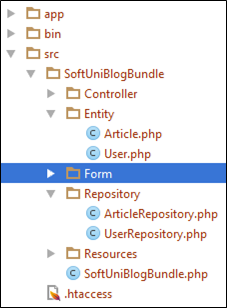 app
bin
src
SoftUniBlogBundle
Controller
Entity
Article.php
User.php
Form
Repository
ArticleRepository.php
UserRepository.php
Resources
SoftUniBlogBundle.php
.htaccess